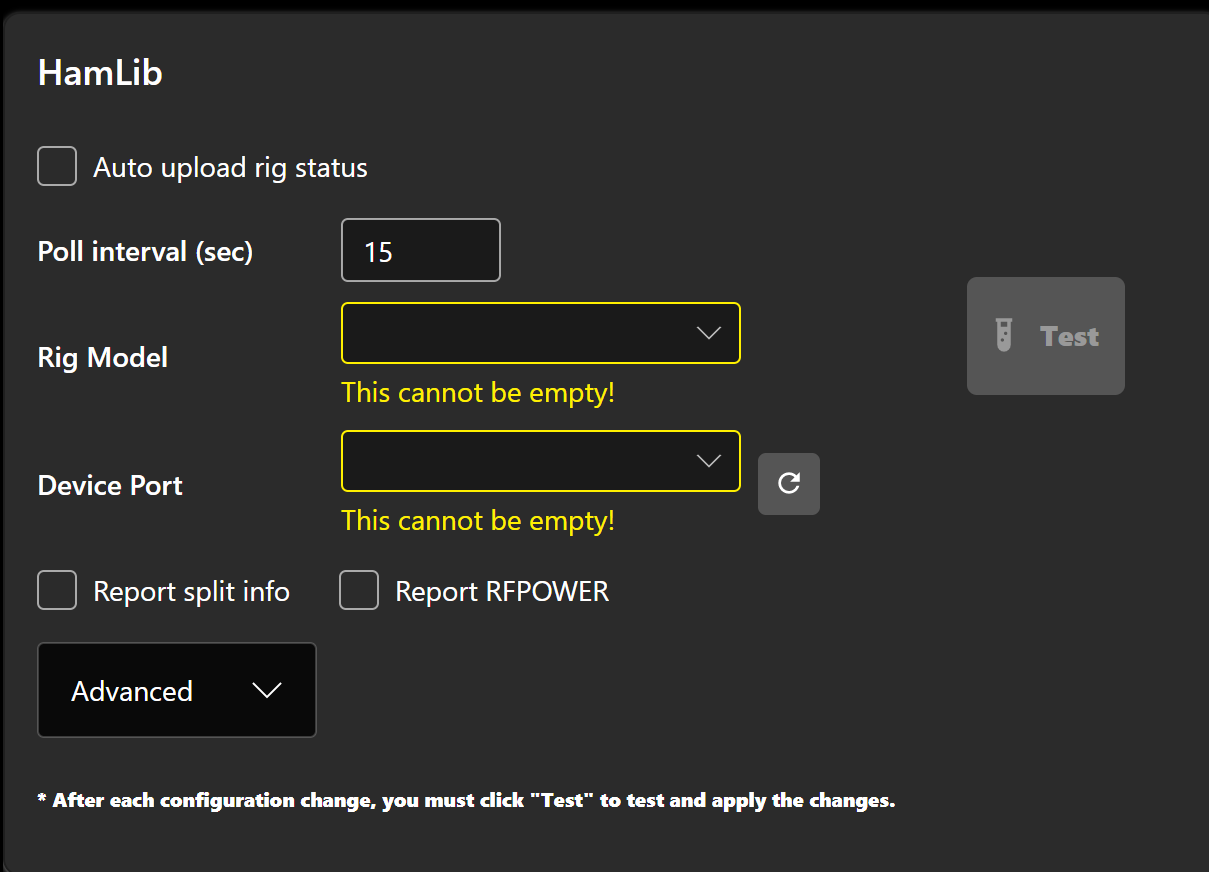 HamLib
Auto upload rig status
Poll interval (sec)
15
Test
Rig Model
This cannot be empty!
Device Port
This cannot be empty!
Report split info
Report RFPOWER
Advanced
* After each configuration change, you must click "Test" to test and apply the changes.